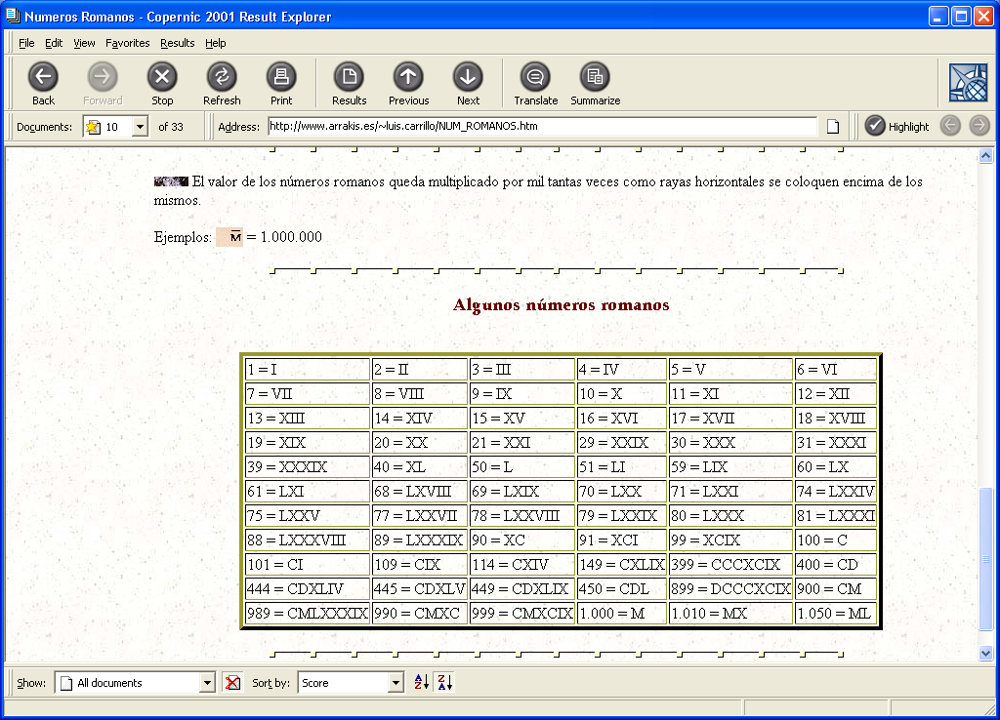 Numeros Romanos - Copernic 2001 Result Explorer
File Edit View Favorites Results Help
Back Forward Stop Refresh Print Results Previous Next Translate Summarize
Documents: 10 of 33 Address: http://www.arrakis.es/~luis.carrillo/NUM_ROMANOS.htm Highlight
El valor de los números romanos queda multiplicado por mil tantas veces como rayas horizontales se coloquen encima de los
mismos.
Ejemplos: M̅ = 1.000.000
Algunos números romanos
1 = I 2 = II 3 = III 4 = IV 5 = V 6 = VI
7 = VII 8 = VIII 9 = IX 10 = X 11 = XI 12 = XII
13 = XIII 14 = XIV 15 = XV 16 = XVI 17 = XVII 18 = XVIII
19 = XIX 20 = XX 21 = XXI 29 = XXIX 30 = XXX 31 = XXXI
39 = XXXIX 40 = XL 50 = L 51 = LI 59 = LIX 60 = LX
61 = LXI 68 = LXVIII 69 = LXIX 70 = LXX 71 = LXXI 74 = LXXIV
75 = LXXV 77 = LXXVII 78 = LXXVIII 79 = LXXIX 80 = LXXX 81 = LXXXI
88 = LXXXVIII 89 = LXXXIX 90 = XC 91 = XCI 99 = XCIX 100 = C
101 = CI 109 = CIX 114 = CXIV 149 = CXLIX 399 = CCCXCIX 400 = CD
444 = CDXLIV 445 = CDXLV 449 = CDXLIX 450 = CDL 899 = DCCCXCIX 900 = CM
989 = CMLXXXIX 990 = CMXC 999 = CMXCIX 1.000 = M 1.010 = MX 1.050 = ML
Show: All documents Sort by: Score A Z Z A